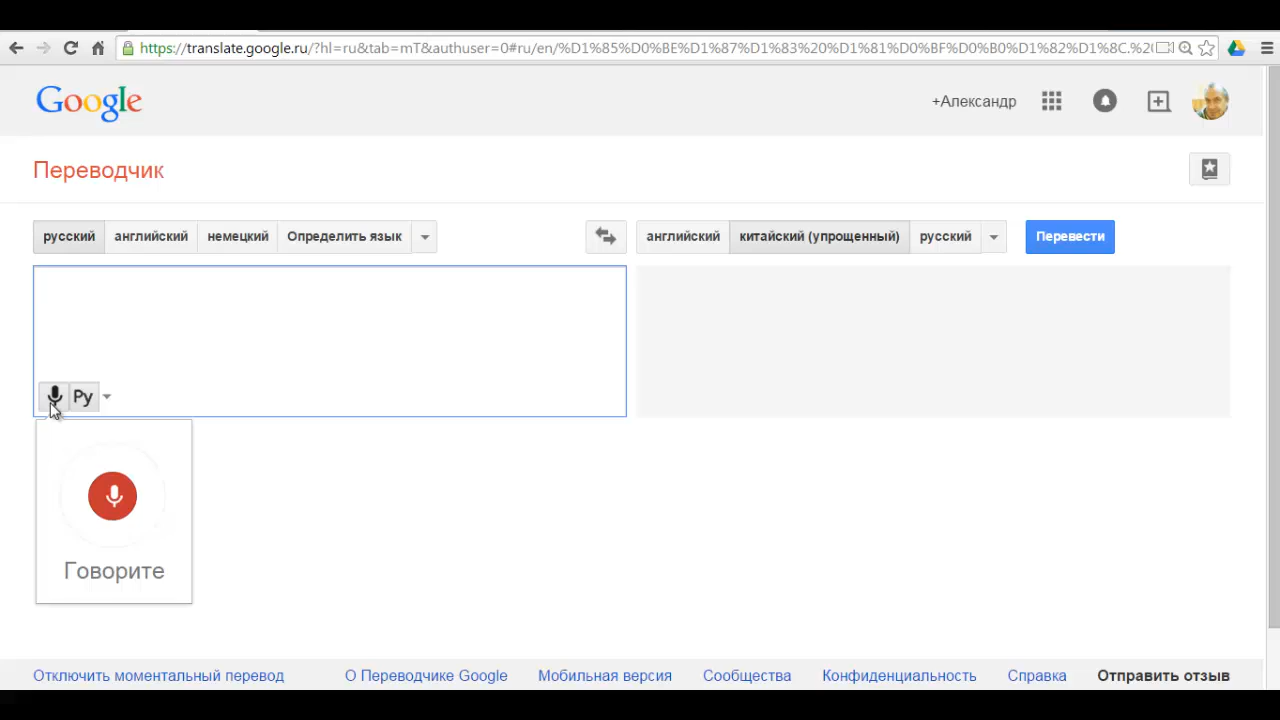 https://translate.google.ru/?hl=ru&tab=mT&authuser=0#ru/en/%D1%85%D0%BE%D1%87%D1%83%20%D1%81%D0%BF%D0%B0%D1%82%D1%8C.%20
Google
+Александр
Переводчик
русский английский немецкий Определить язык английский китайский (упрощенный) русский Перевести
Ру
Говорите
Отключить моментальный перевод О Переводчике Google Мобильная версия Сообщества Конфиденциальность Справка Отправить отзыв